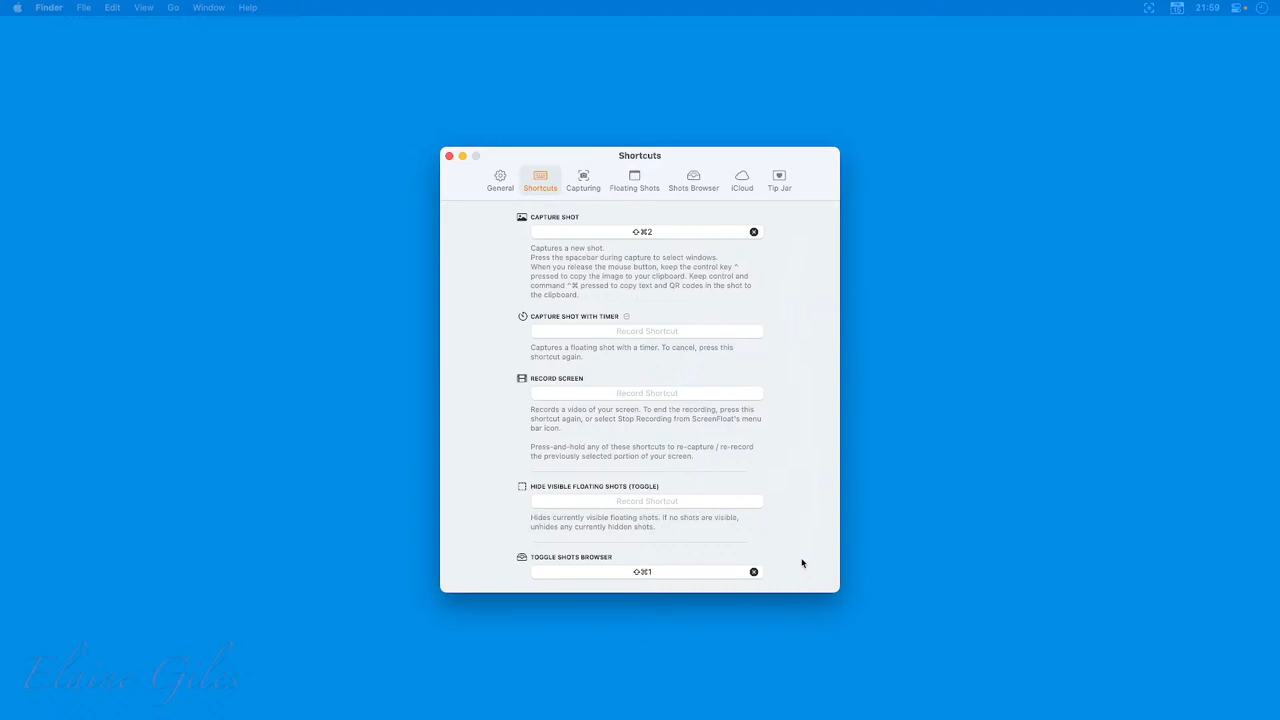 Finder File Edit View Go Window Help 21:59
Shortcuts
General Shortcuts Capturing Floating Shots Shots Browser iCloud Tip Jar
CAPTURE SHOT
⇧⌘2
Captures a new shot.
Press the spacebar during capture to select windows.
When you release the mouse button, keep the control key ^
pressed to copy the image to your clipboard. Keep control and
command ^⌘ pressed to copy text and QR codes in the shot to
the clipboard.
CAPTURE SHOT WITH TIMER
Record Shortcut
Captures a floating shot with a timer. To cancel, press this
shortcut again.
RECORD SCREEN
Record Shortcut
Records a video of your screen. To end the recording, press this
shortcut again, or select Stop Recording from ScreenFloat's menu
bar icon.
Press-and-hold any of these shortcuts to re-capture / re-record
the previously selected portion of your screen.
HIDE VISIBLE FLOATING SHOTS (TOGGLE)
Record Shortcut
Hides currently visible floating shots. If no shots are visible,
unhides any currently hidden shots.
TOGGLE SHOTS BROWSER
⇧⌘1
Elaine Giles